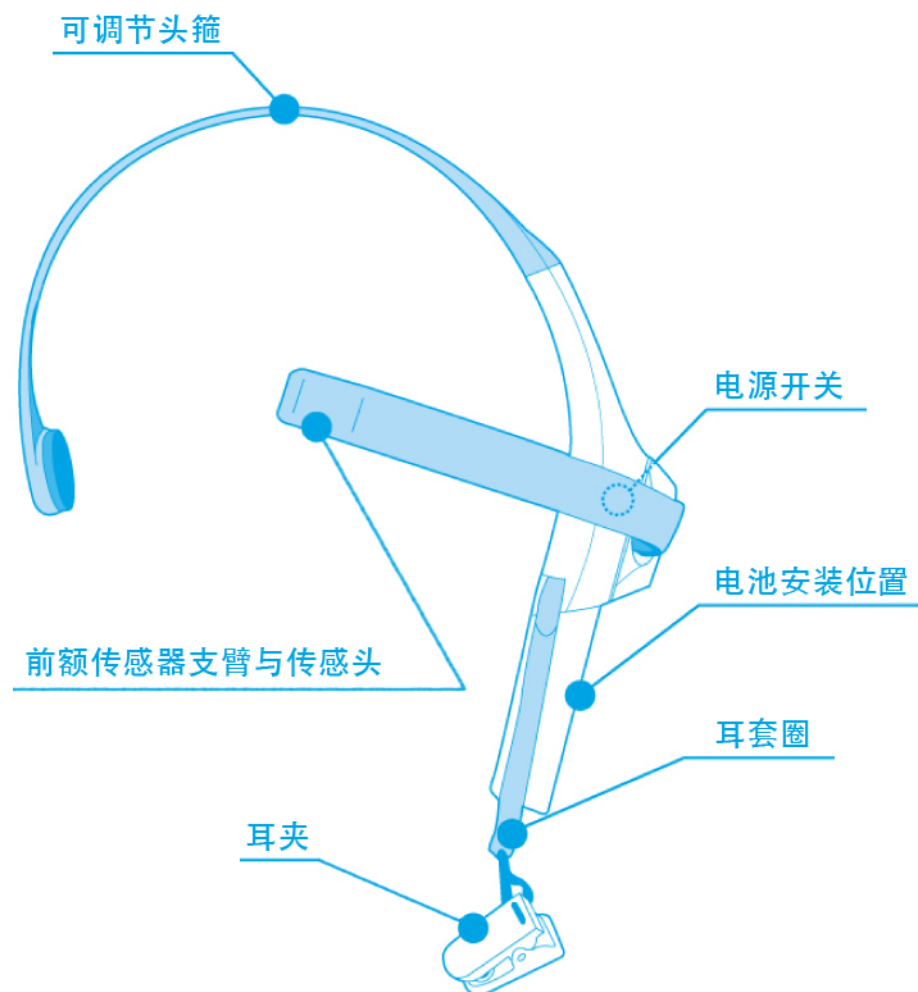 可调节头箍
电源开关
电池安装位置
前额传感器支臂与传感头
耳套圈
耳夹